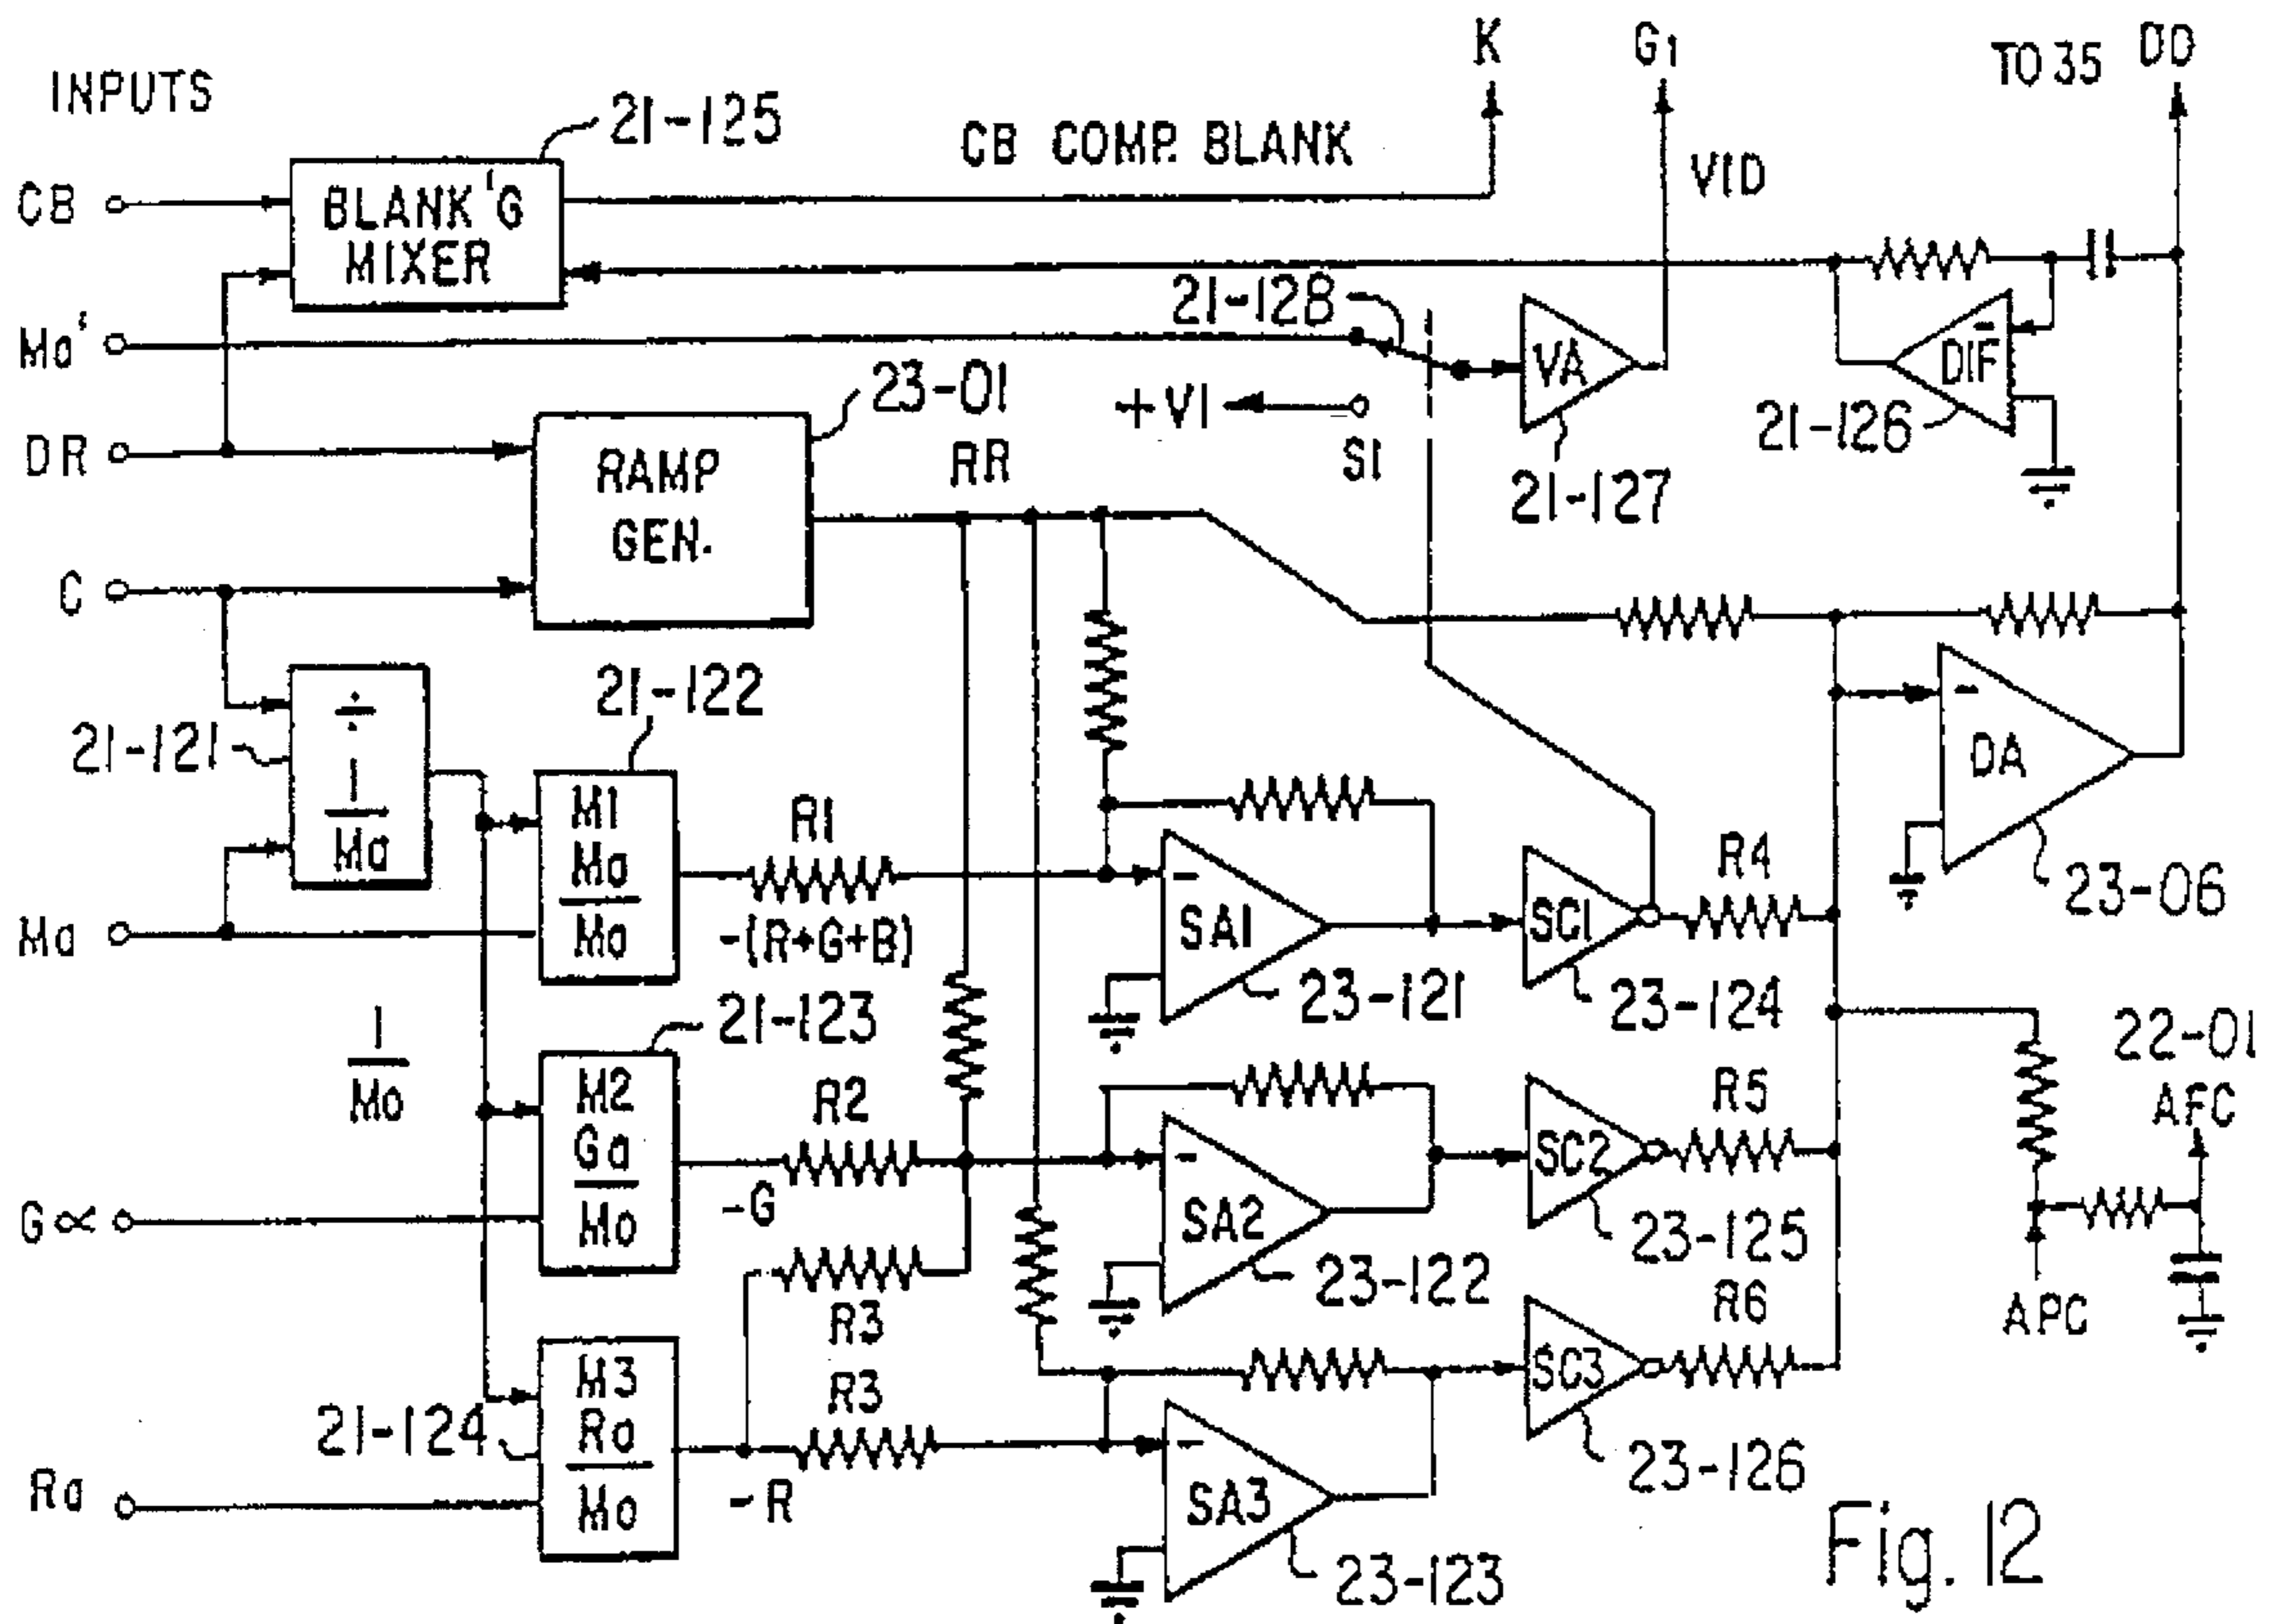 K
G1
TO 35
DD
INPUTS
21-125
CB COMP. BLANK
VID
CB
BLANK'G
MIXER
21-128
Ma'
VA
-
DIF
23-01
+VI
21-126
DR
RAMP
GEN.
RR
S1
21-127
C
21-122
21-121
÷
1
Ma
-
DA
M1
Ma
Mo
R1
-(R+G+B)
R4
23-06
Ma
-
SA1
SC1
21-123
23-121
23-124
1
Mo
22-01
AFC
M2
Ga
Mo
R2
-G
-
SA2
SC2
R5
G∝
23-125
23-122
R3
R6
APC
M3
Ra
Mo
R3
SC3
21-124
-
23-126
Ra
-R
SA3
23-123
Fig. 12